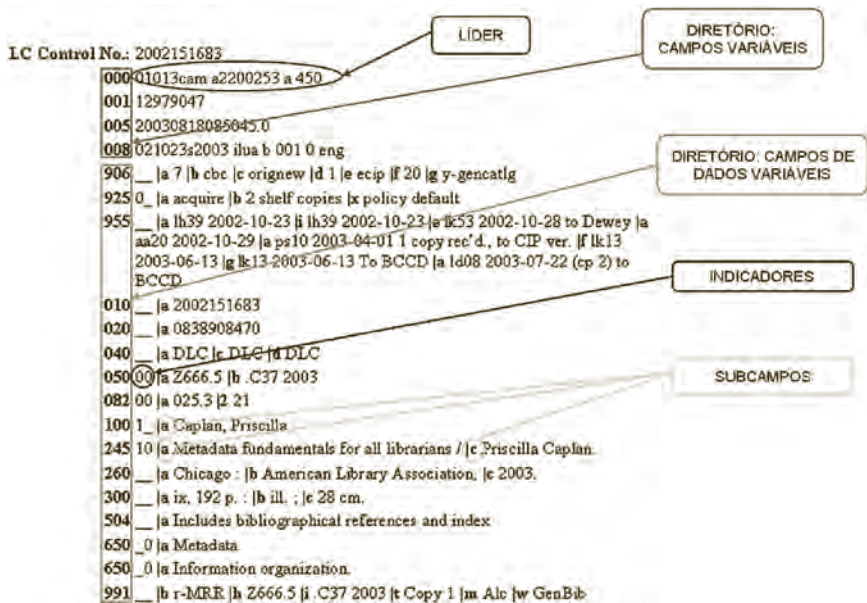 LÍDER
DIRETÓRIO:
CAMPOS VARIÁVEIS
LC Control No.: 2002151683
000 01013cam a2200253 a 450
001 12979047
005 20030818085045.0
008 021023s2003 ilua b 001 0 eng
906 __ |a 7 |b cbc |c orignew |d 1 |e ecip |f 20 |g y-gencatlg
925 0_ |a acquire |b 2 shelf copies |x policy default
955 __ |a lh39 2002-10-23 |i lh39 2002-10-23 |e lk53 2002-10-28 to Dewey |a
aa20 2002-10-29 |a ps10 2003-04-01 1 copy rec'd., to CIP ver. |f lk13
2003-06-13 |g lk13 2003-06-13 To BCCD |a ld08 2003-07-22 (cp 2) to
BCCD
DIRETÓRIO: CAMPOS DE
DADOS VARIÁVEIS
INDICADORES
010 __ |a 2002151683
020 __ |a 0838908470
040 __ |a DLC |c DLC |d DLC
050 00 |a Z666.5 |b .C37 2003
082 00 |a 025.3 |2 21
SUBCAMPOS
100 1_ |a Caplan, Priscilla
245 10 |a Metadata fundamentals for all librarians / |c Priscilla Caplan.
260 __ |a Chicago : |b American Library Association, |c 2003.
300 __ |a ix, 192 p. : |b ill. ; |c 28 cm.
504 __ |a Includes bibliographical references and index
650 _0 |a Metadata
650 _0 |a Information organization.
991 __ |b r-MRR |h Z666.5 |i .C37 2003 |t Copy 1 |m Alc |w GenBib